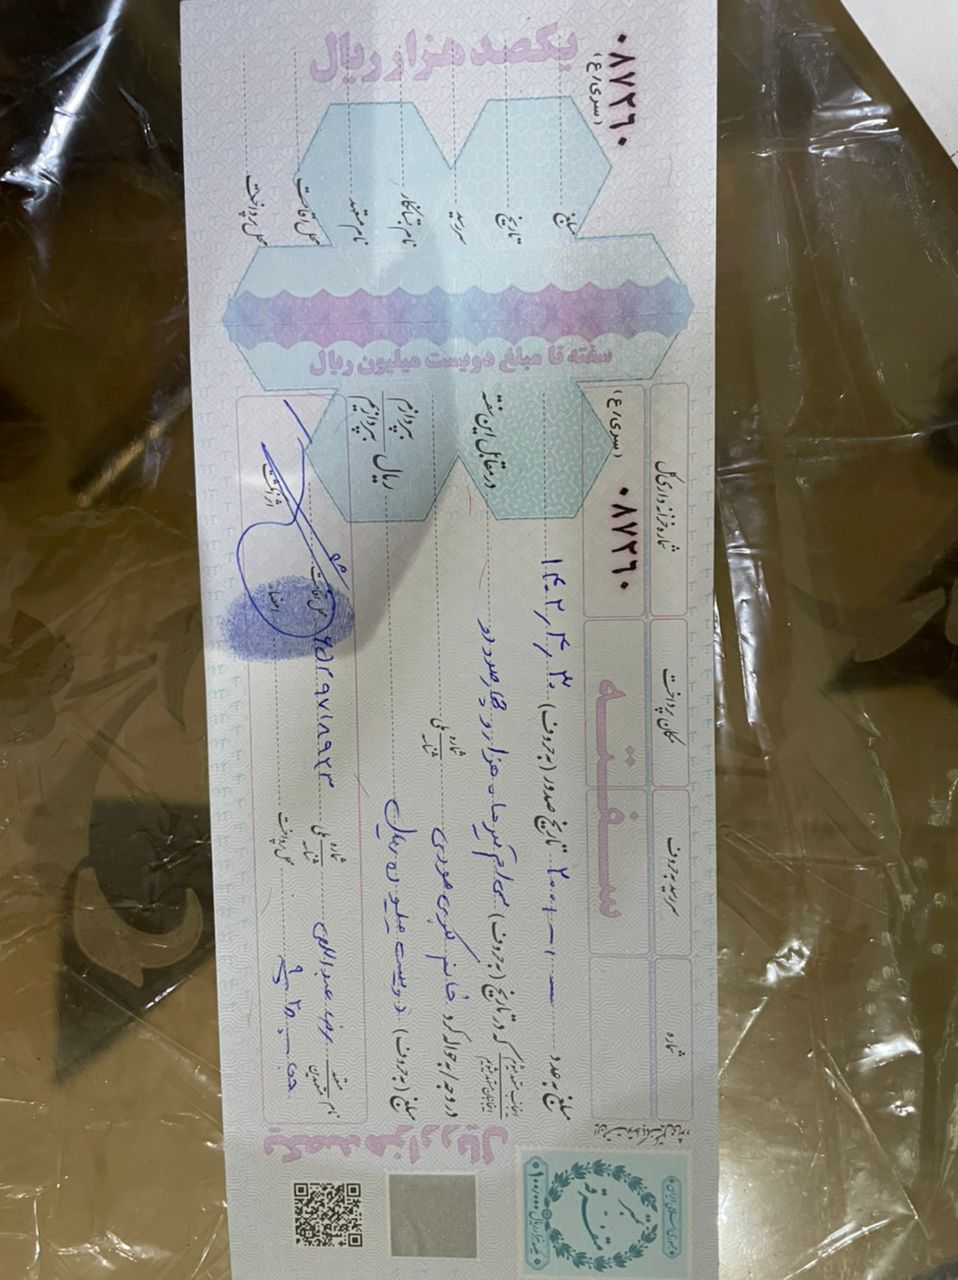 جمهوری اسلامی ایران
تمبر
متفرقه
یکصد هزار ریال ۱۰۰/۰۰۰
یکصد هزار ریال
شماره
سررسید به حروف
مکان پرداخت
شماره خزانه داری کل
سفته
۰۸۷۲۶۰
(سری/ع)
مبلغ به عدد ۲۰۰ تاریخ صدور (به حروف) ۱۴۰۲/۴/۳۰
اینجانب متعهد میشوم
اینجانبان متعهد میشویم
که در تاریخ (به حروف) سی ام تیر ماه هزار و چهارصد و دو در مقابل این سفته
در وجه/به حواله کرد خانم کبری شماره ملی
شناسه
مبلغ (به حروف) دویست میلیون ریال ریال بپردازم
بپردازیم
نام متعهد
متعهدین
رضا عبداللهی شماره ملی
شناسه
محل اقامت
محل پرداخت
امضاء
اثر انگشت
سفته تا مبلغ دویست میلیون ریال
۰۸۷۲۶۰
(سری/ع)
مبلغ
تاریخ
سررسید
نام بستانکار
نام متعهد
محل اقامت
محل پرداخت
یکصد هزار ریال